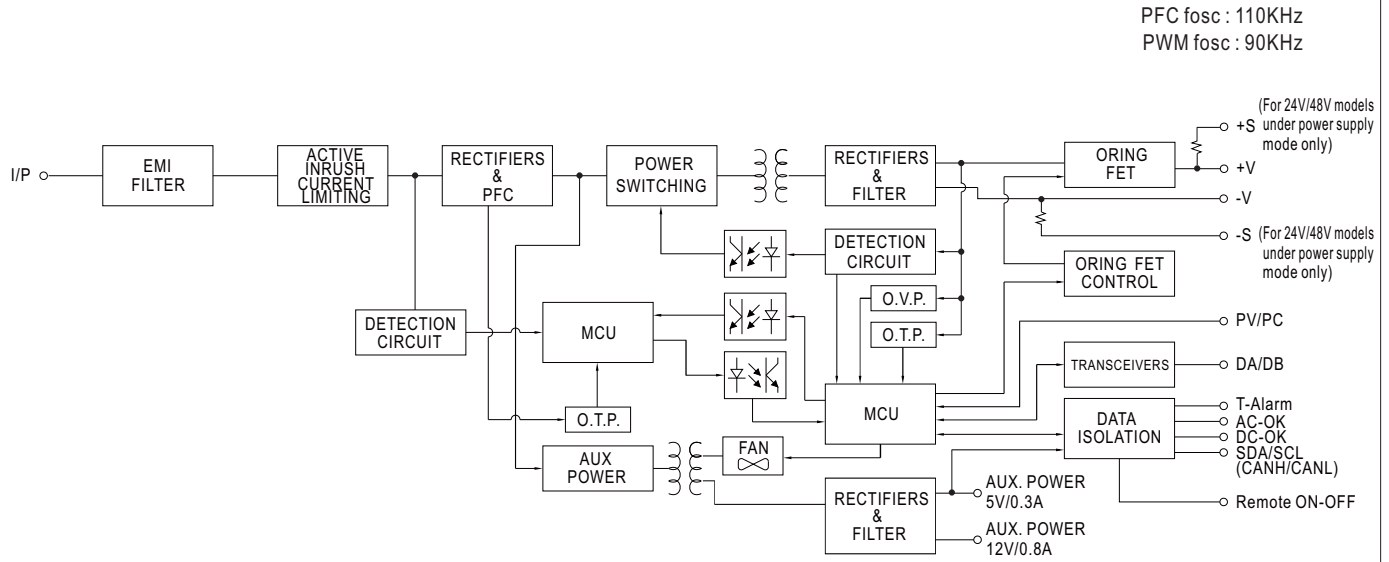 PFC fosc : 110KHz
PWM fosc : 90KHz
I/P
EMI
FILTER
ACTIVE
INRUSH
CURRENT
LIMITING
RECTIFIERS
&
PFC
POWER
SWITCHING
RECTIFIERS
&
FILTER
ORING
FET
+S
(For 24V/48V models
under power supply
mode only)
+V
-V
-S
(For 24V/48V models
under power supply
mode only)
DETECTION
CIRCUIT
ORING FET
CONTROL
O.V.P.
O.T.P.
DETECTION
CIRCUIT
MCU
PV/PC
TRANSCEIVERS
DA/DB
O.T.P.
MCU
DATA
ISOLATION
T-Alarm
AC-OK
DC-OK
SDA/SCL
(CANH/CANL)
Remote ON-OFF
AUX
POWER
FAN
RECTIFIERS
&
FILTER
AUX. POWER
5V/0.3A
AUX. POWER
12V/0.8A